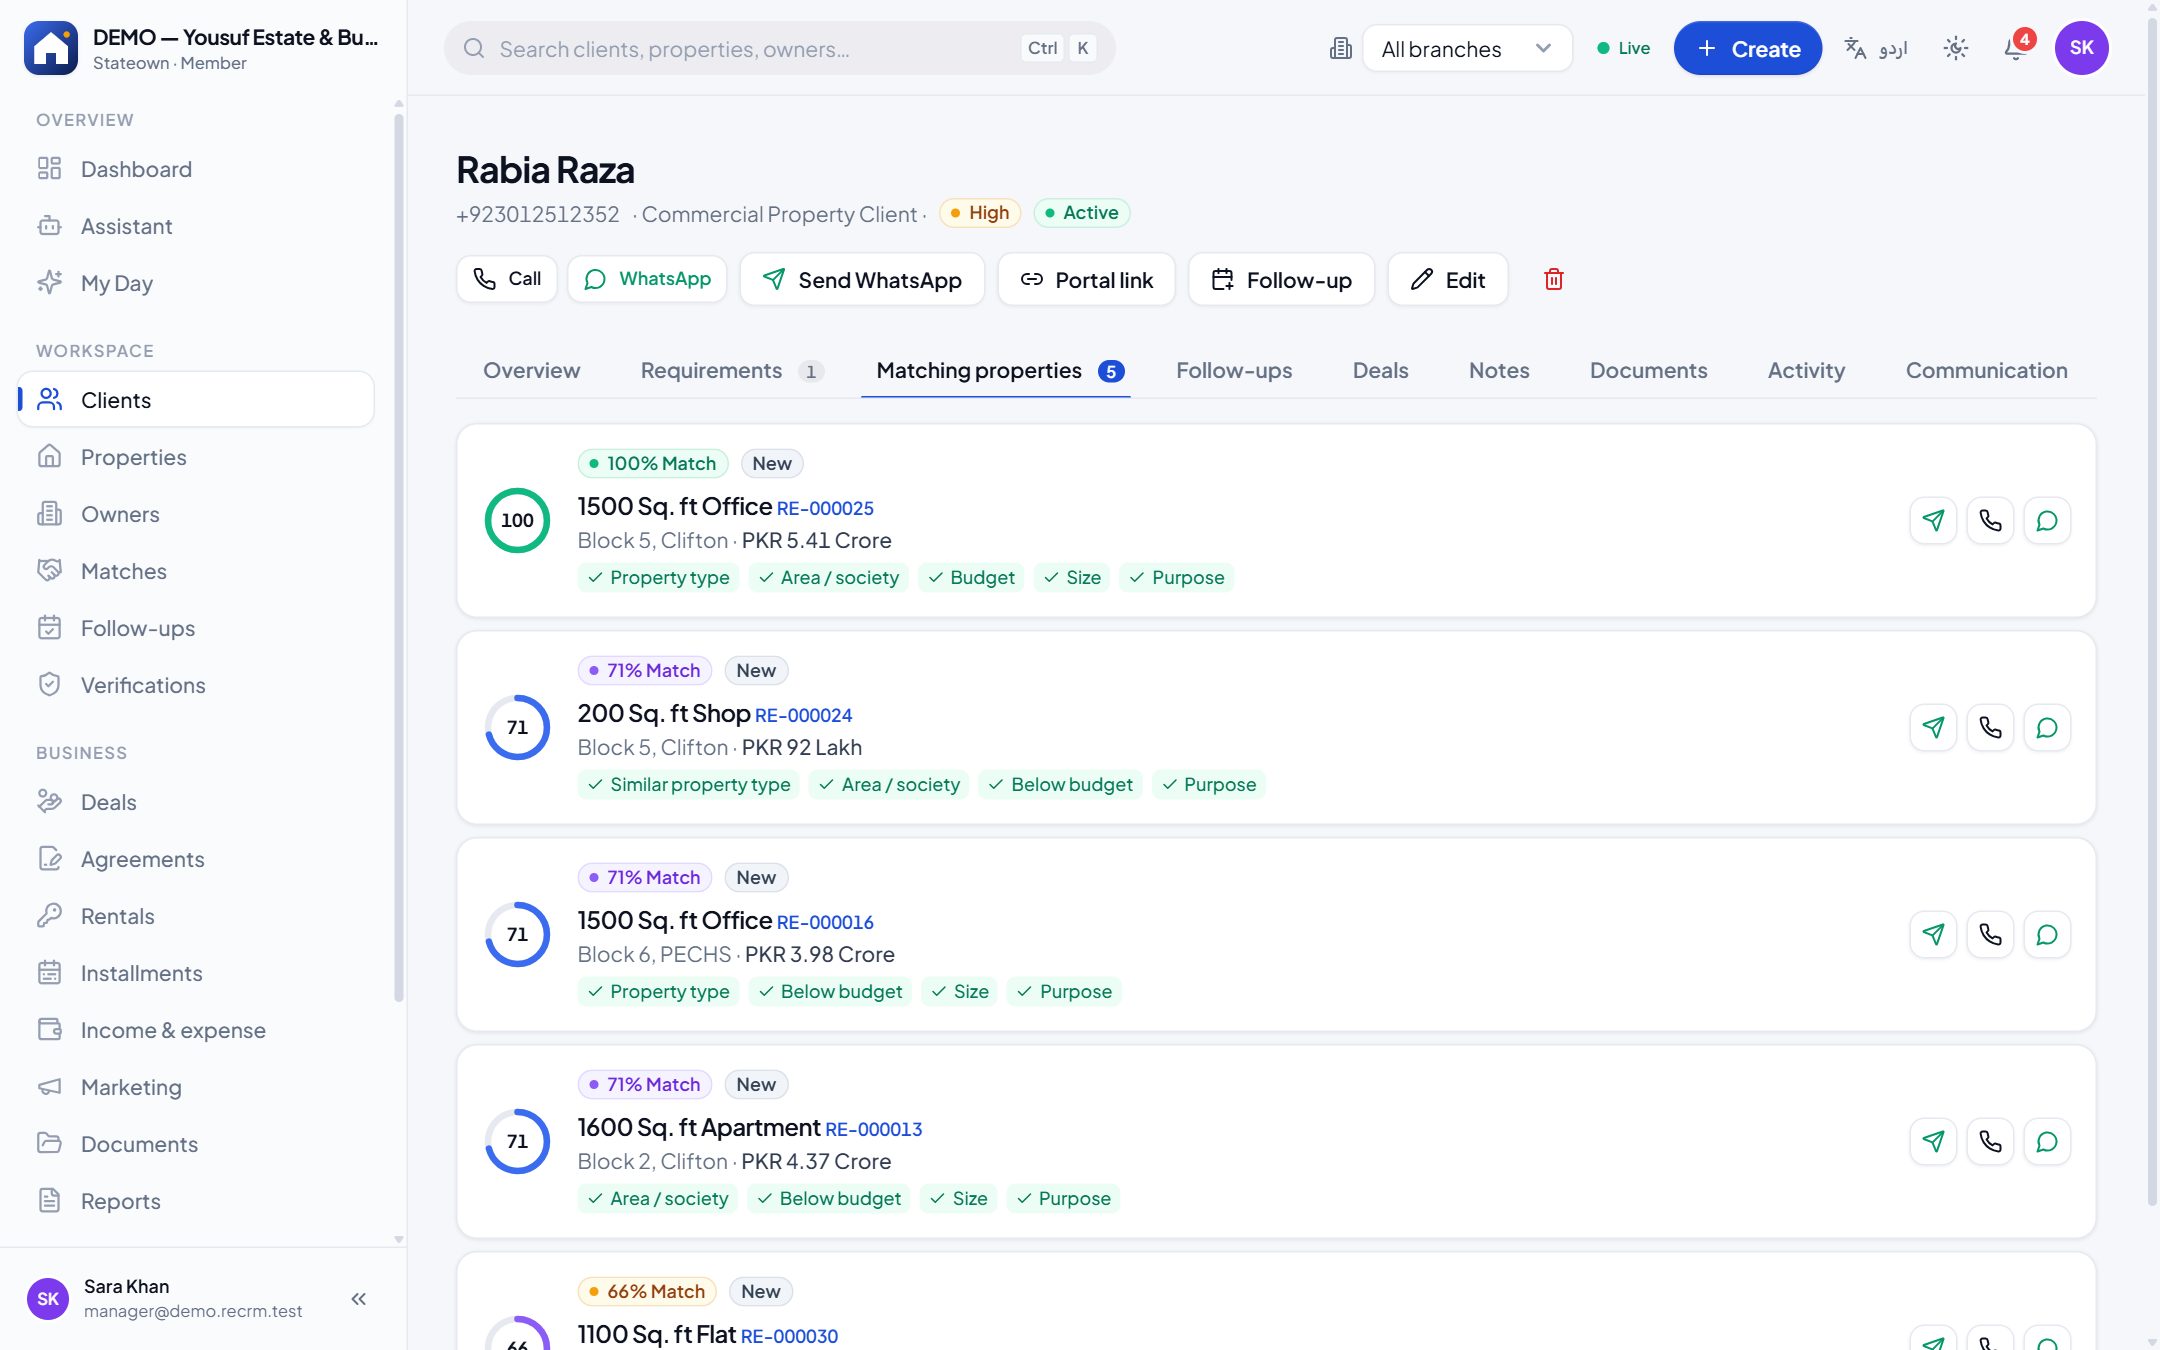 DEMO — Yousuf Estate & Bu...
Stateown · Member
OVERVIEW
Dashboard
Assistant
My Day
WORKSPACE
Clients
Properties
Owners
Matches
Follow-ups
Verifications
BUSINESS
Deals
Agreements
Rentals
Installments
Income & expense
Marketing
Documents
Reports
SK
Sara Khan
manager@demo.recrm.test
Search clients, properties, owners... Ctrl K
All branches
Live
Create
اردو
4
SK
Rabia Raza
+923012512352 · Commercial Property Client · High Active
Call WhatsApp Send WhatsApp Portal link Follow-up Edit
Overview Requirements 1 Matching properties 5 Follow-ups Deals Notes Documents Activity Communication
100% Match New
100
1500 Sq. ft Office RE-000025
Block 5, Clifton · PKR 5.41 Crore
Property type Area / society Budget Size Purpose
71% Match New
71
200 Sq. ft Shop RE-000024
Block 5, Clifton · PKR 92 Lakh
Similar property type Area / society Below budget Purpose
71% Match New
71
1500 Sq. ft Office RE-000016
Block 6, PECHS · PKR 3.98 Crore
Property type Below budget Size Purpose
71% Match New
71
1600 Sq. ft Apartment RE-000013
Block 2, Clifton · PKR 4.37 Crore
Area / society Below budget Size Purpose
66% Match New
66
1100 Sq. ft Flat RE-000030